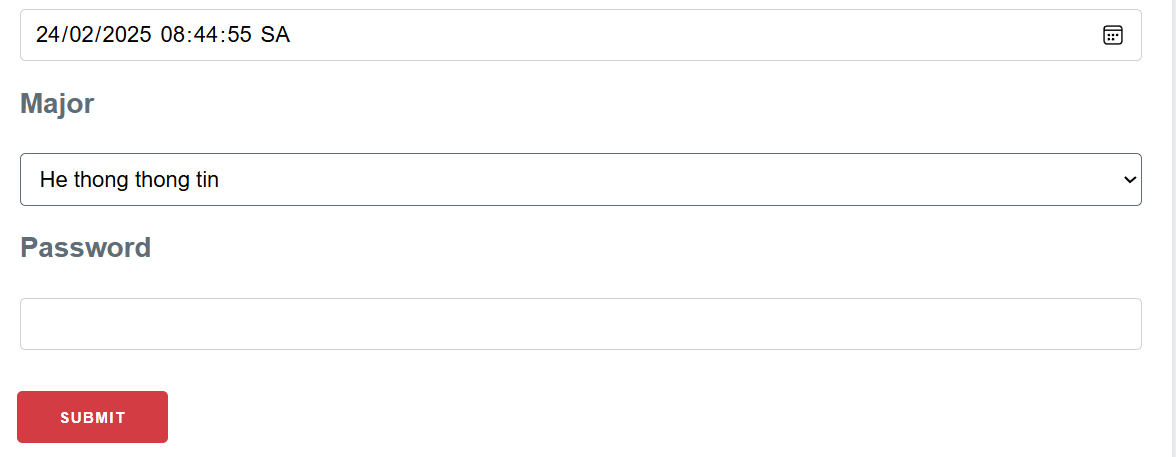 24/02/2025 08:44:55 SA
Major
He thong thong tin
Password
SUBMIT